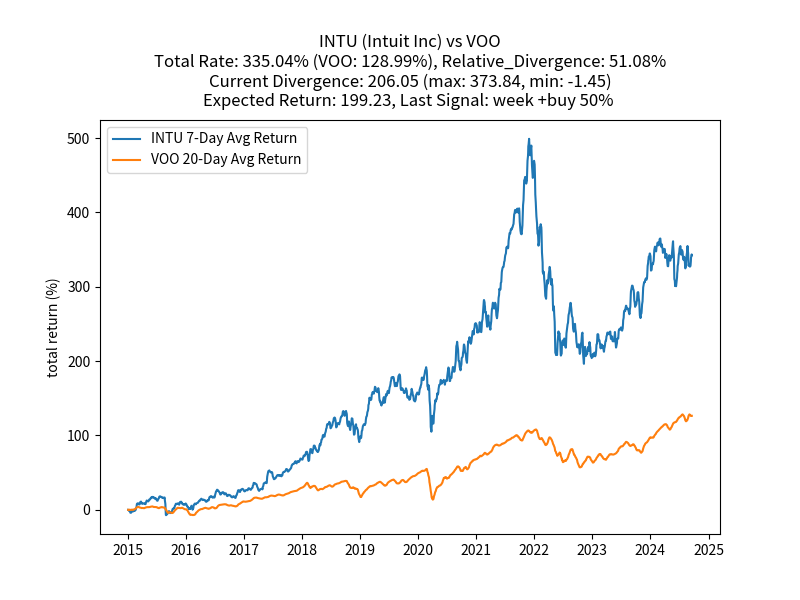 INTU (Intuit Inc) vs VOO
Total Rate: 335.04% (VOO: 128.99%), Relative_Divergence: 51.08%
Current Divergence: 206.05 (max: 373.84, min: -1.45)
Expected Return: 199.23, Last Signal: week +buy 50%
INTU 7-Day Avg Return
VOO 20-Day Avg Return
total return (%)
500
400
300
200
100
0
2015 2016 2017 2018 2019 2020 2021 2022 2023 2024 2025